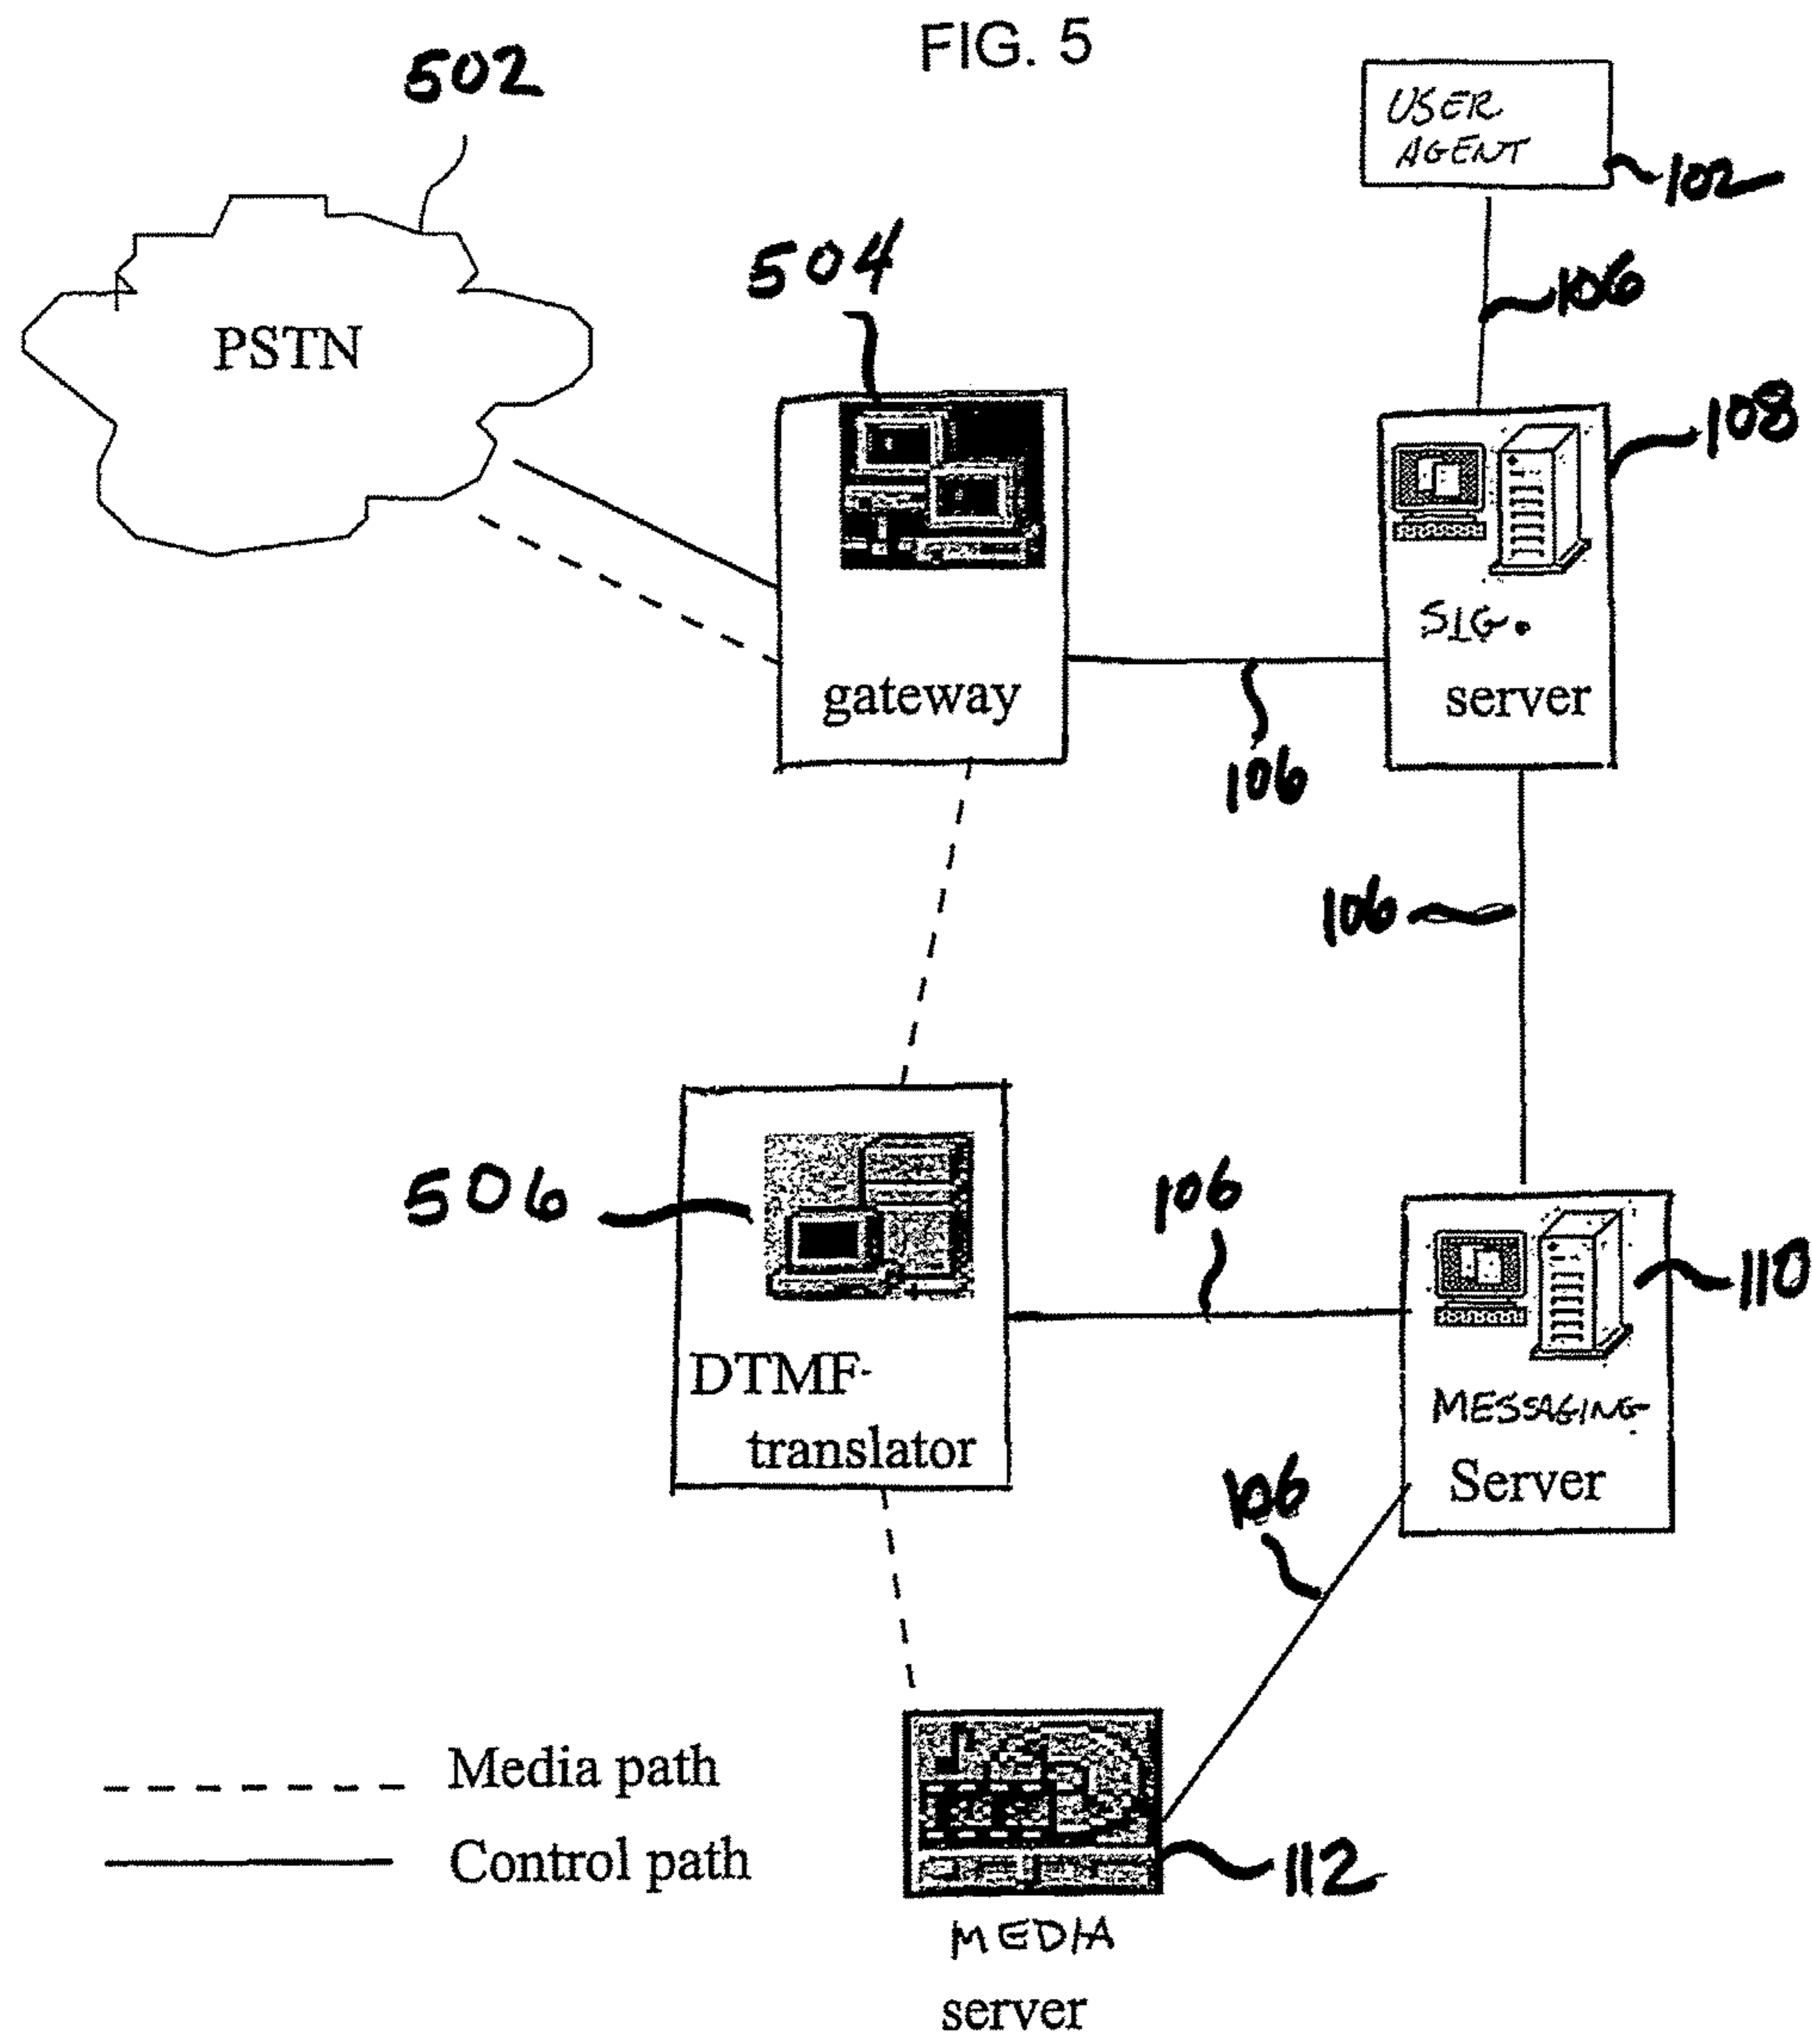 FIG. 5
502
USER
AGENT
102
504
106
PSTN
108
SIG.
gateway
server
106
106
506
106
110
DTMF-
translator
MESSAGING
Server
106
Media path
Control path
112
MEDIA
server